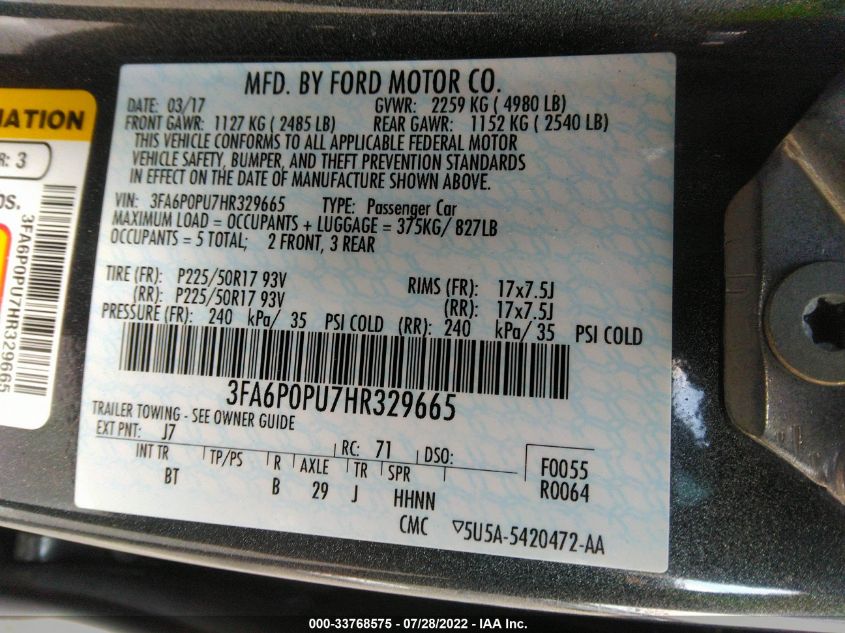 MFD. BY FORD MOTOR CO.
DATE: 03/17 GVWR: 2259 KG ( 4980 LB)
FRONT GAWR: 1127 KG ( 2485 LB) REAR GAWR: 1152 KG ( 2540 LB)
THIS VEHICLE CONFORMS TO ALL APPLICABLE FEDERAL MOTOR
VEHICLE SAFETY, BUMPER, AND THEFT PREVENTION STANDARDS
IN EFFECT ON THE DATE OF MANUFACTURE SHOWN ABOVE.
VIN: 3FA6P0PU7HR329665 TYPE: Passenger Car
MAXIMUM LOAD = OCCUPANTS + LUGGAGE = 375KG/ 827LB
OCCUPANTS = 5 TOTAL; 2 FRONT, 3 REAR
TIRE (FR): P225/50R17 93V RIMS (FR): 17x7.5J
(RR): P225/50R17 93V (RR): 17x7.5J
PRESSURE (FR): 240 kPa/ 35 PSI COLD (RR): 240 kPa/ 35 PSI COLD
3FA6P0PU7HR329665
TRAILER TOWING - SEE OWNER GUIDE
EXT PNT: J7 RC: 71 DSO:
INT TR TP/PS R AXLE TR SPR F0055
BT B 29 J HHNN R0064
CMC ▽5U5A-5420472-AA
MATION
R: 3
OS.
3FA6P0PU7HR329665
000-33768575 - 07/28/2022 - IAA Inc.